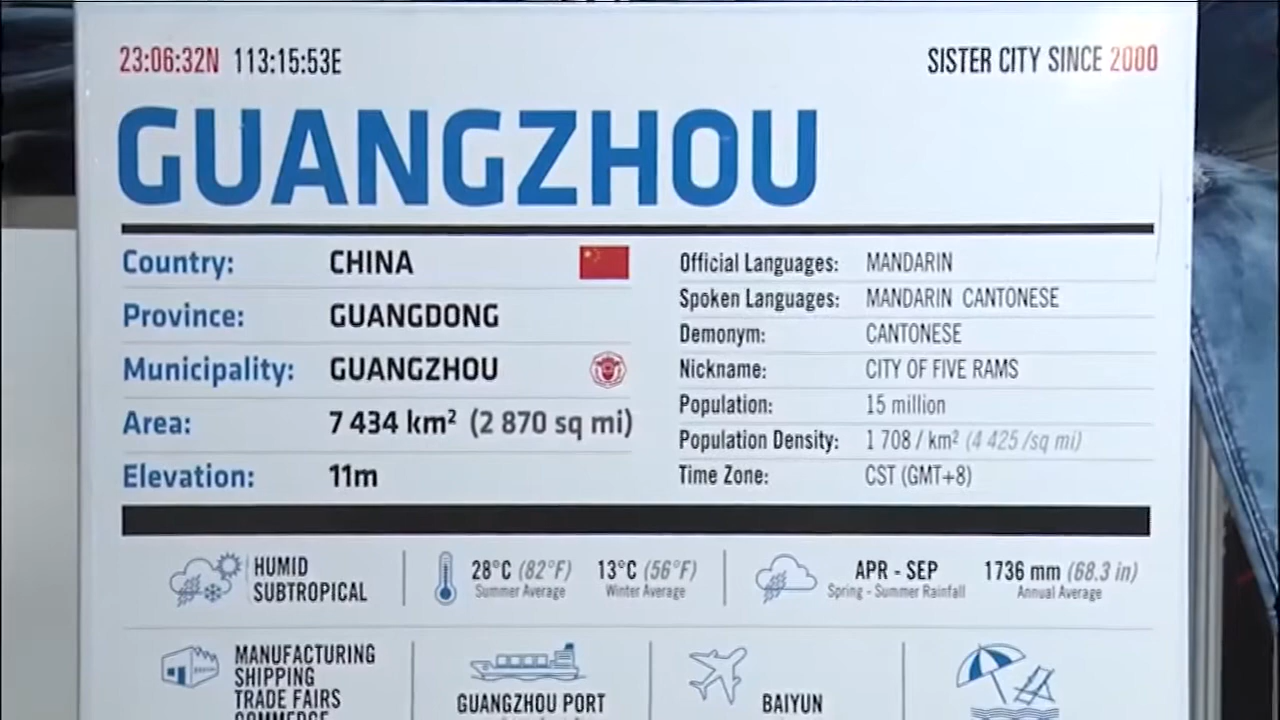 23:06:32N 113:15:53E
SISTER CITY SINCE 2000
GUANGZHOU
Country: CHINA
Province: GUANGDONG
Municipality: GUANGZHOU
Area: 7 434 km² (2 870 sq mi)
Elevation: 11m
Official Languages: MANDARIN
Spoken Languages: MANDARIN CANTONESE
Demonym: CANTONESE
Nickname: CITY OF FIVE RAMS
Population: 15 million
Population Density: 1 708 / km² (4 425 /sq mi)
Time Zone: CST (GMT+8)
HUMID
SUBTROPICAL
28°C (82°F)
Summer Average
13°C (56°F)
Winter Average
APR - SEP
Spring - Summer Rainfall
1736 mm (68.3 in)
Annual Average
MANUFACTURING
SHIPPING
TRADE FAIRS
COMMERCE
GUANGZHOU PORT
BAIYUN